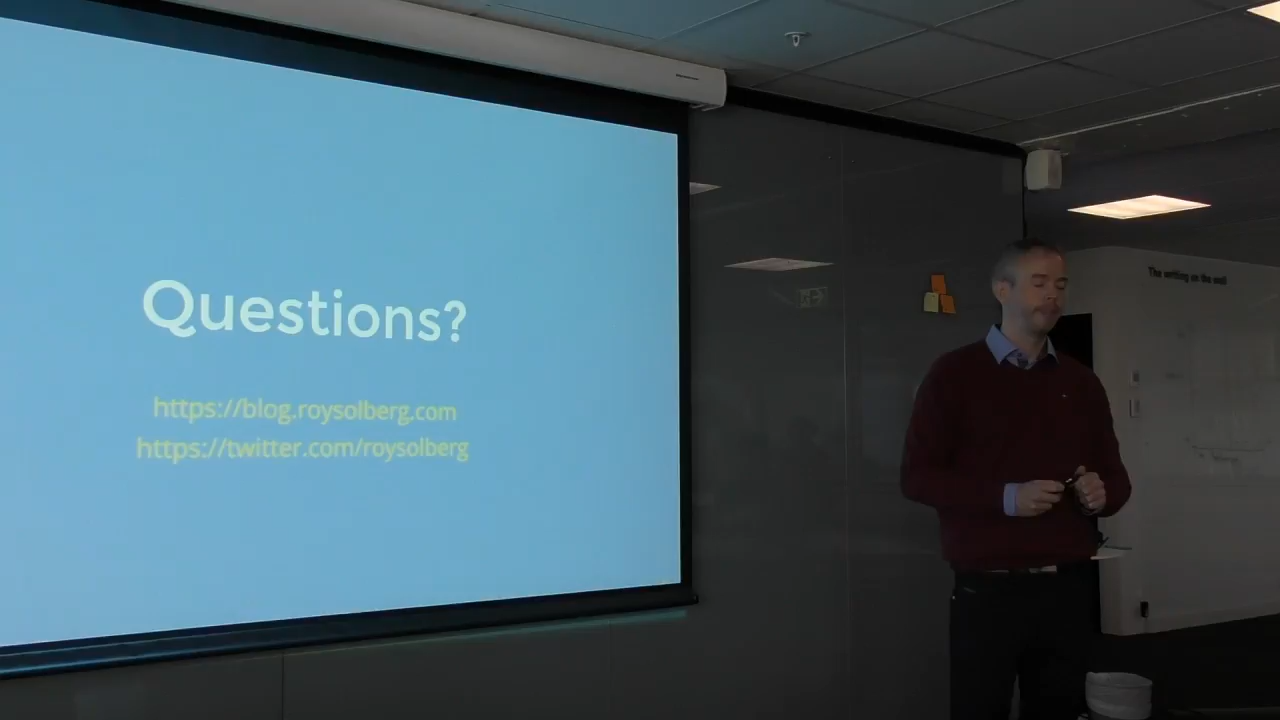 Questions?
https://blog.roysolberg.com
https://twitter.com/roysolberg
The writing on the wall